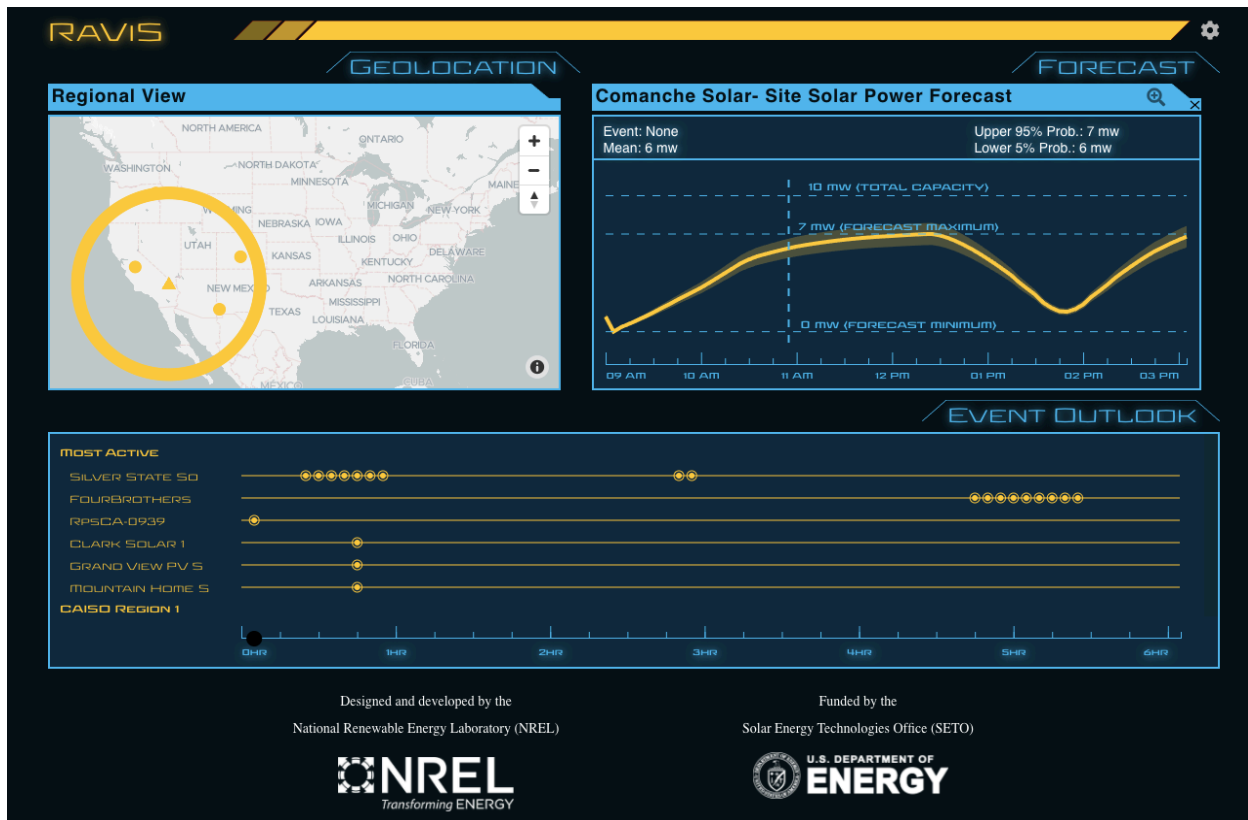 RAVIS
GEOLOCATION
FORECAST
Regional View
Comanche Solar- Site Solar Power Forecast
Event: None
Mean: 6 mw
Upper 95% Prob.: 7 mw
Lower 5% Prob.: 6 mw
NORTH AMERICA
ONTARIO
WASHINGTON
NORTH DAKOTA
MINNESOTA
MAINE
MICHIGAN
NEW YORK
NEBRASKA
IOWA
UTAH
ILLINOIS
OHIO
KANSAS
DELAWARE
KENTUCKY
NEW MEXICO
ARKANSAS
NORTH CAROLINA
MISSISSIPPI
TEXAS
LOUISIANA
FLORIDA
MÉXICO
CUBA
10 MW (TOTAL CAPACITY)
7 MW (FORECAST MAXIMUM)
0 MW (FORECAST MINIMUM)
09 AM 10 AM 11 AM 12 PM 01 PM 02 PM 03 PM
EVENT OUTLOOK
MOST ACTIVE
SILVER STATE SO
FOURBROTHERS
RPSCA-0939
CLARK SOLAR 1
GRAND VIEW PV S
MOUNTAIN HOME S
CAISO REGION 1
0HR 1HR 2HR 3HR 4HR 5HR 6HR
Designed and developed by the
National Renewable Energy Laboratory (NREL)
NREL
Transforming ENERGY
Funded by the
Solar Energy Technologies Office (SETO)
U.S. DEPARTMENT OF
ENERGY